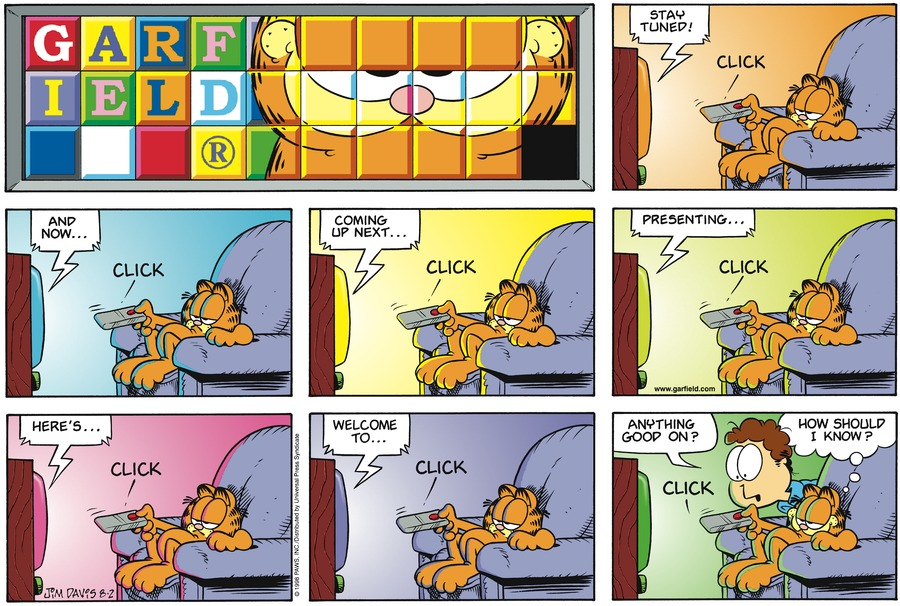 GARF
IELD
®
STAY
TUNED!
CLICK
AND
NOW...
CLICK
COMING
UP NEXT...
CLICK
PRESENTING...
CLICK
www.garfield.com
HERE'S...
CLICK
JIM DAVIS 8·2
© 1998 PAWS, INC./Distributed by Universal Press Syndicate
WELCOME
TO...
CLICK
ANYTHING
GOOD ON?
HOW SHOULD
I KNOW?
CLICK